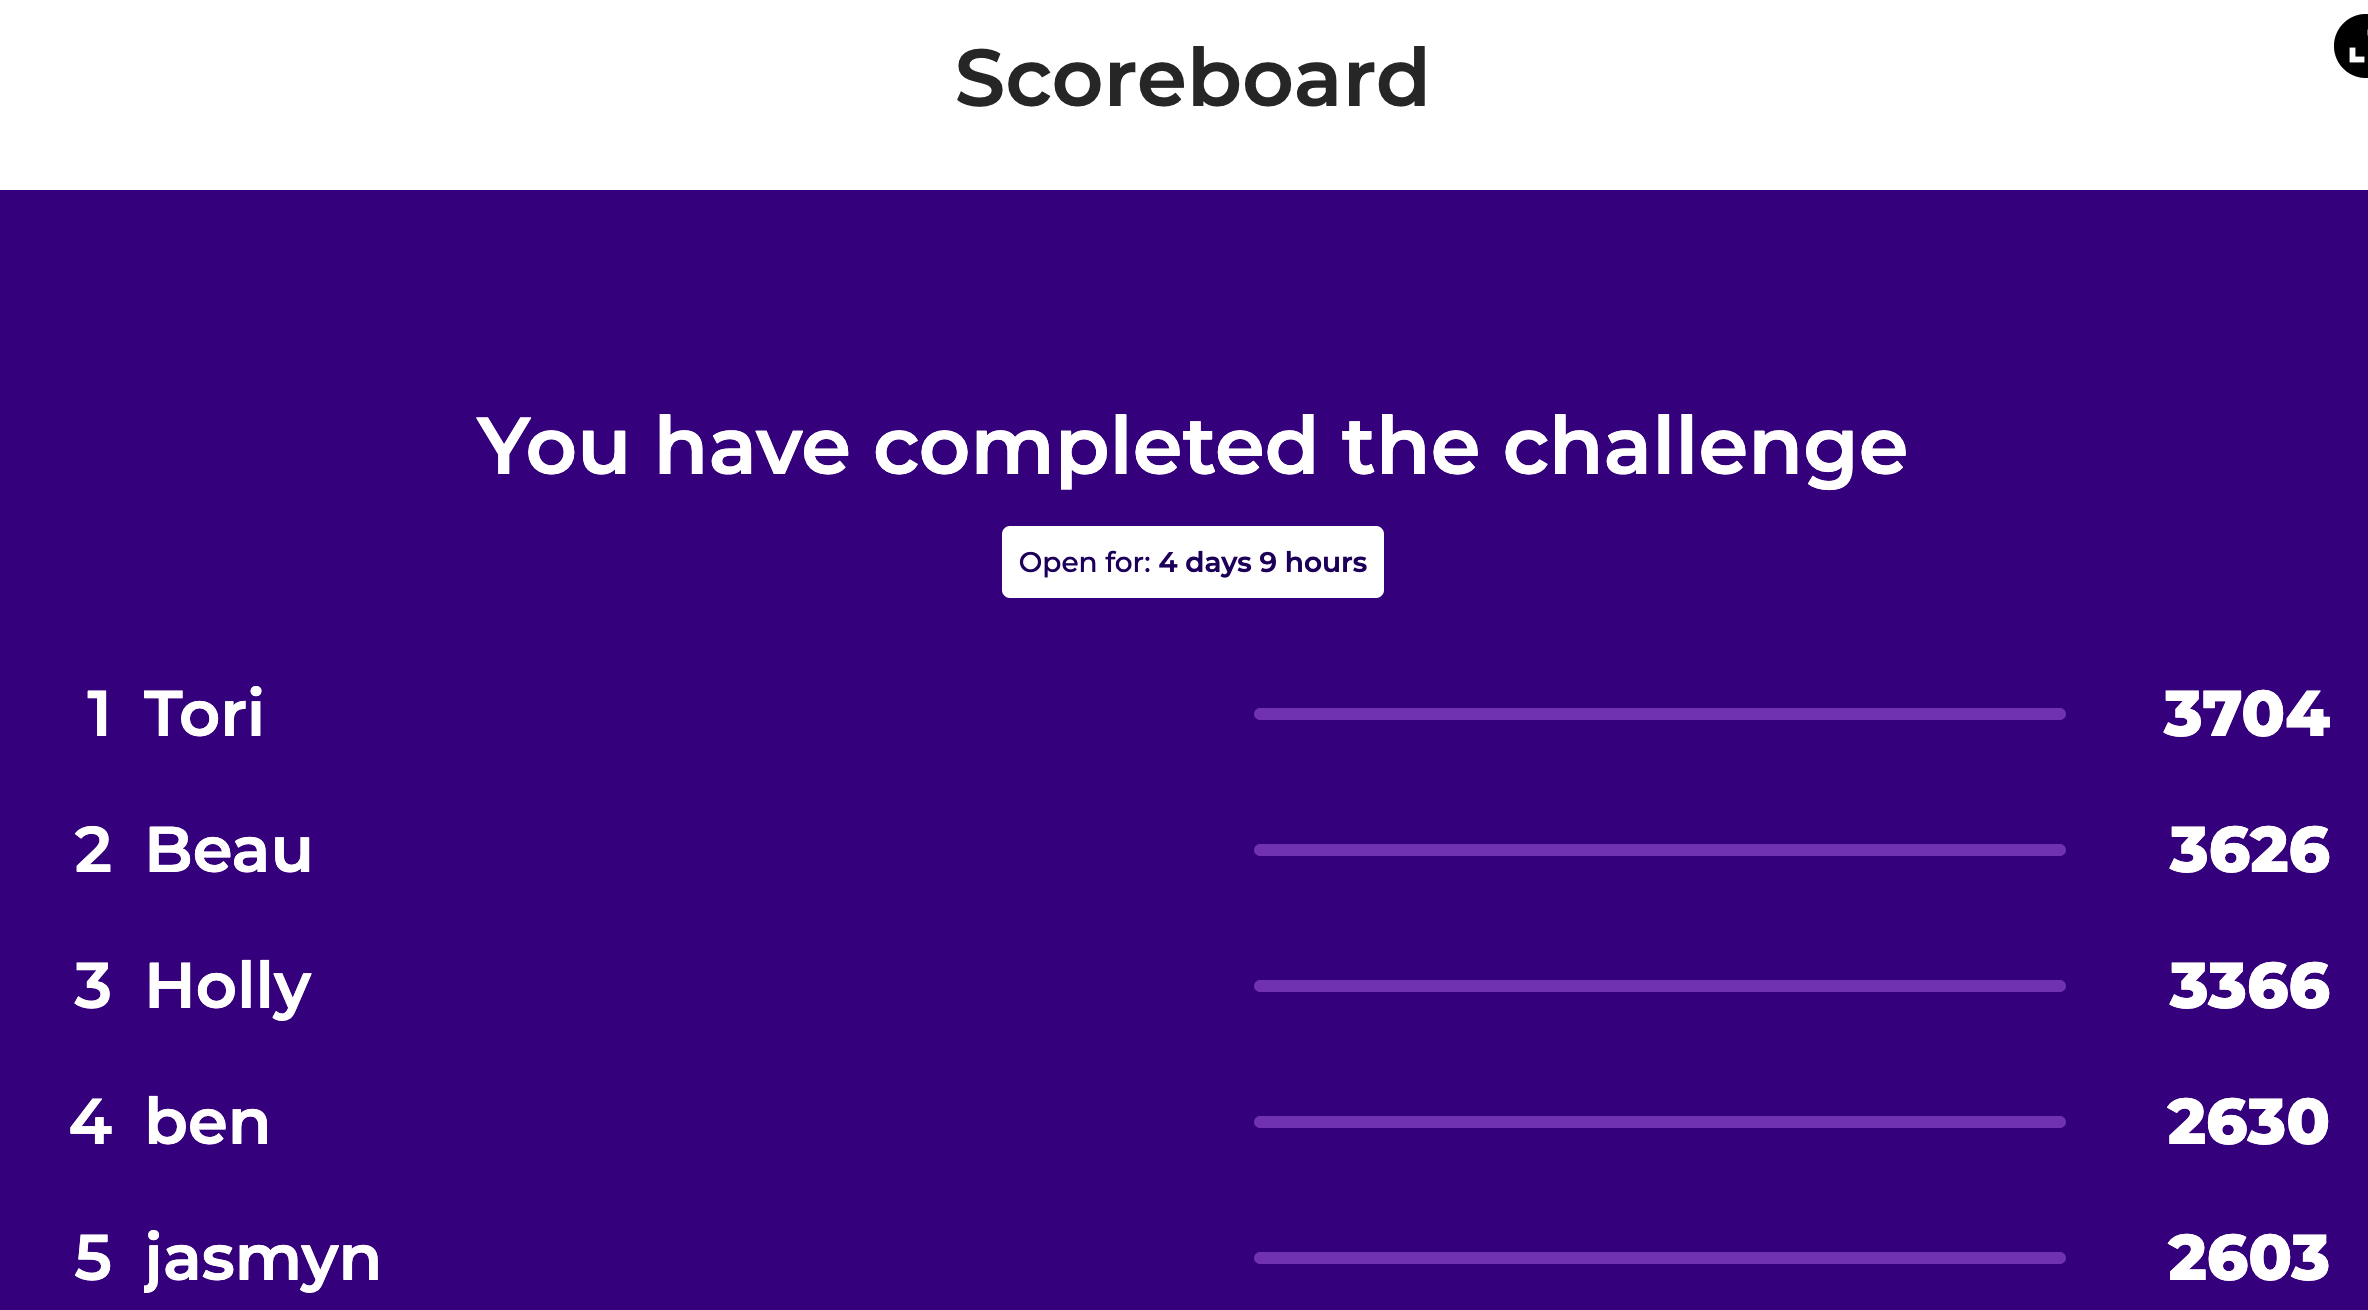 Scoreboard
You have completed the challenge
Open for: 4 days 9 hours
1 Tori 3704
2 Beau 3626
3 Holly 3366
4 ben 2630
5 jasmyn 2603